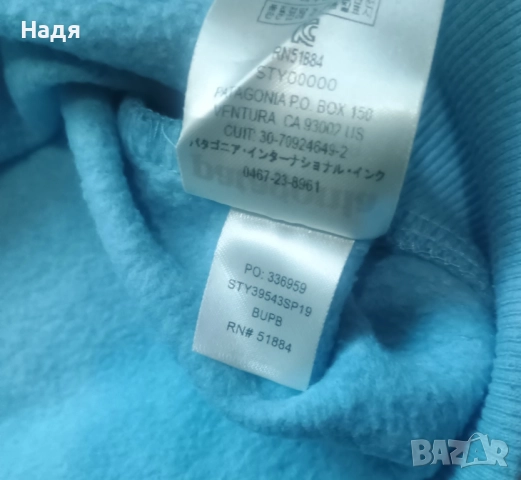 Надя
RN51884
STY00000
PATAGONIA P.O. BOX 150
VENTURA, CA 93002 US
CUIT: 30-70924649-2
パタゴニア・インターナショナル・インク
0467-23-8961
patagonia
PO: 336959
STY39543SP19
BUPB
RN# 51884
BAZAR